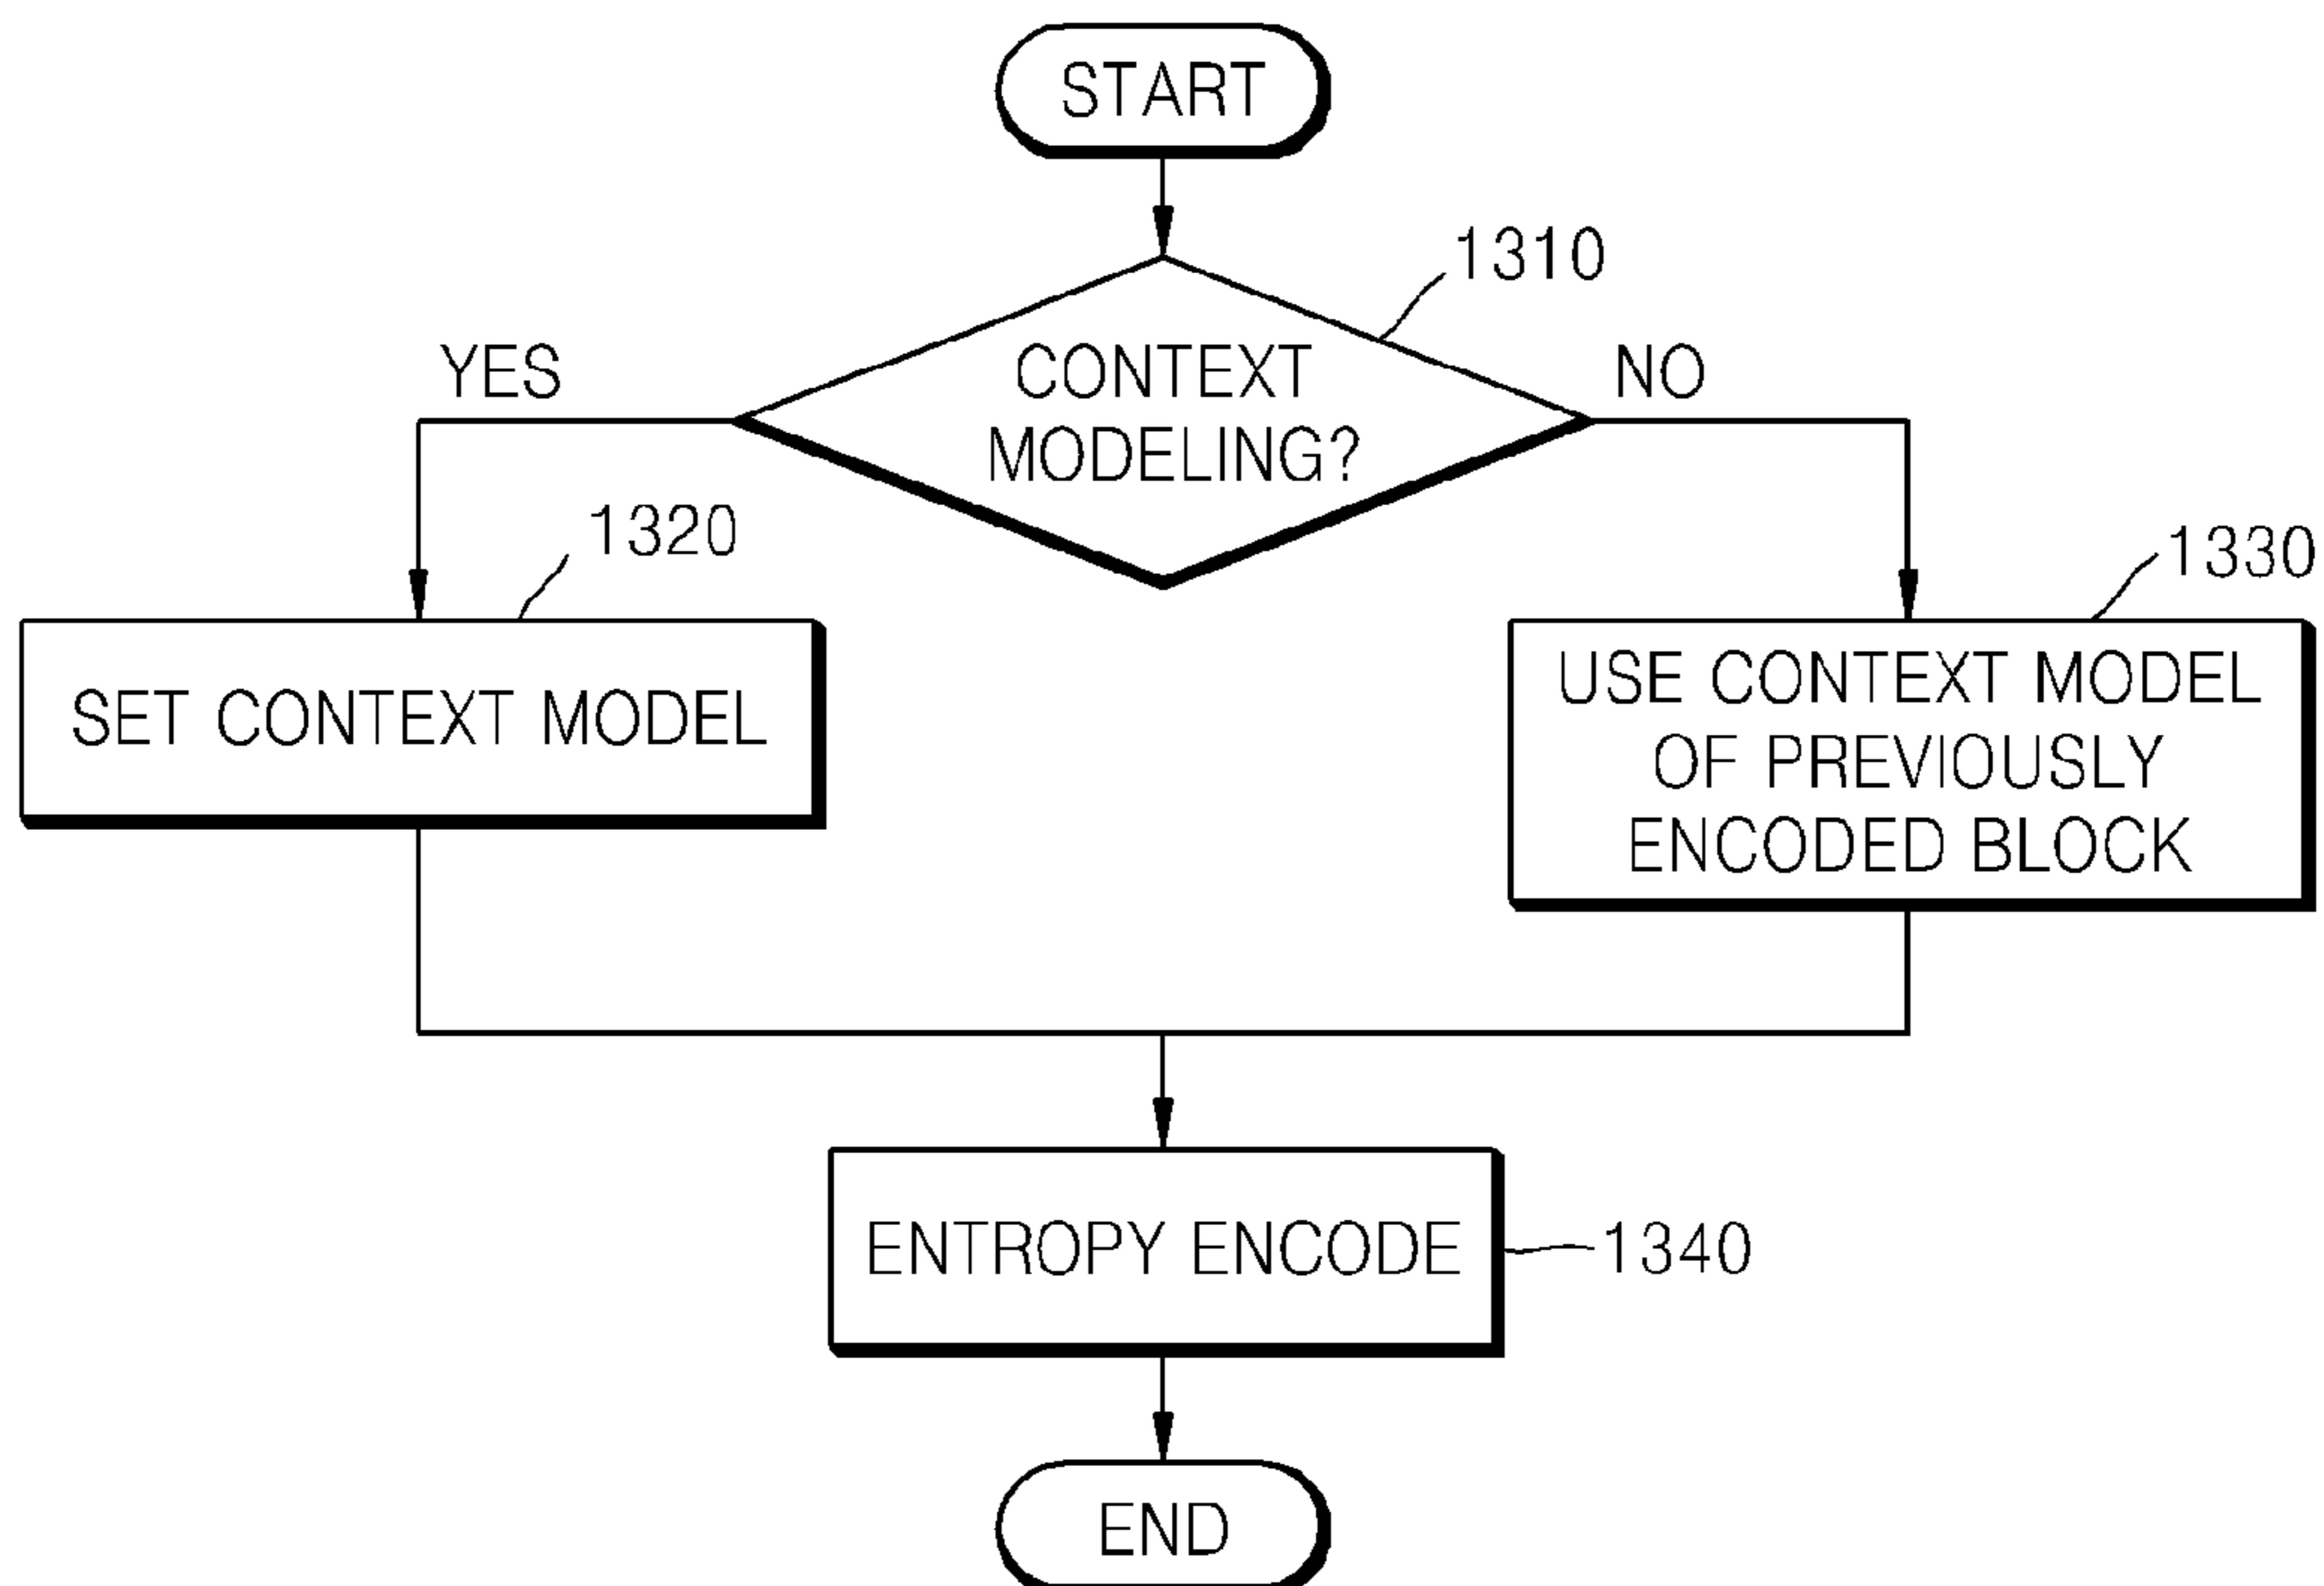 START
1310
YES
CONTEXT
MODELING?
NO
1320
SET CONTEXT MODEL
1330
USE CONTEXT MODEL
OF PREVIOUSLY
ENCODED BLOCK
ENTROPY ENCODE
1340
END